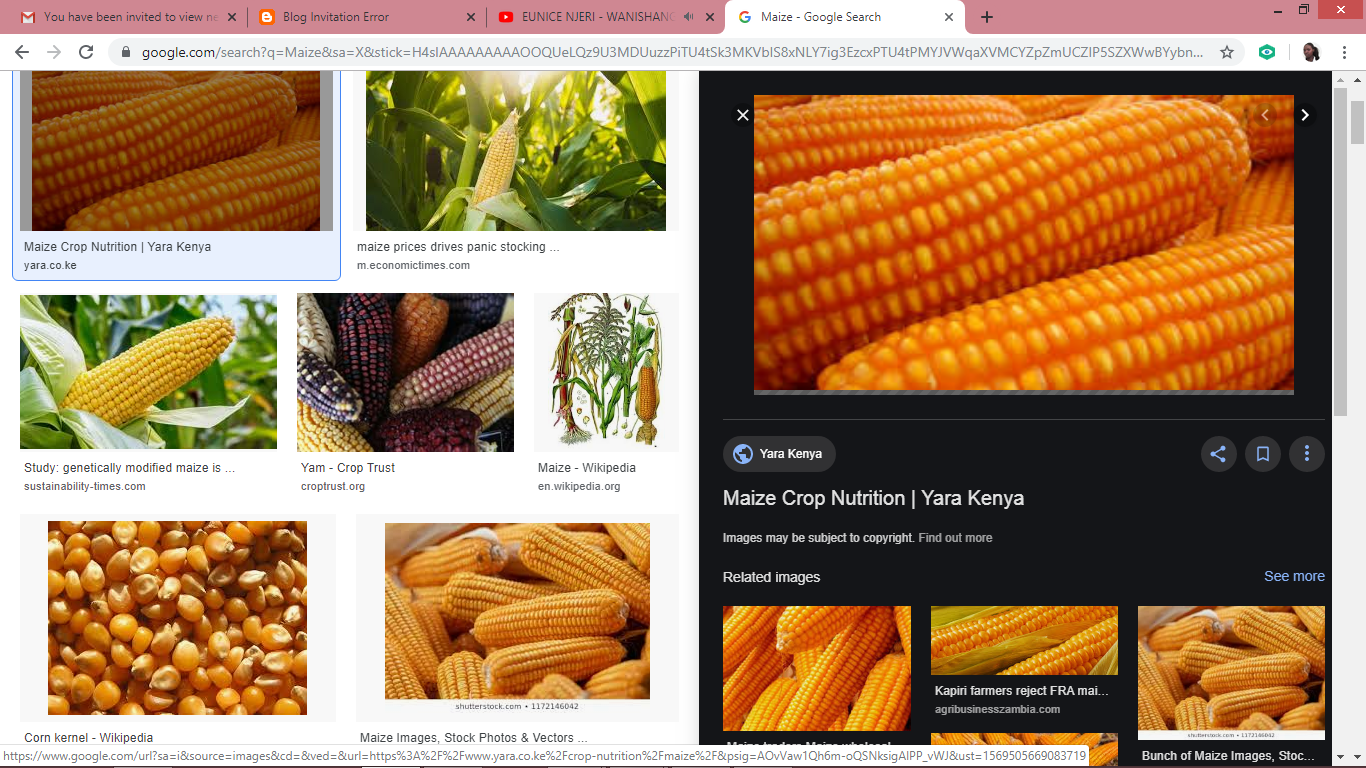 You have been invited to view ne
Blog Invitation Error
EUNICE NJERI - WANISHANG
Maize - Google Search
google.com/search?q=Maize&sa=X&stick=H4sIAAAAAAAAAOOQUeLQz9U3MDUuzzPiTU4tSk3MKVbIS8xNLY7ig3EzcxPTU4tPMYJVWqaXVMCYZpZmUCZIP5SZXWwBYybn...
Maize Crop Nutrition | Yara Kenya
yara.co.ke
maize prices drives panic stocking ...
m.economictimes.com
Study: genetically modified maize is ...
sustainability-times.com
Yam - Crop Trust
croptrust.org
Maize - Wikipedia
en.wikipedia.org
Corn kernel - Wikipedia
shutterstock.com • 1172146042
Maize Images, Stock Photos & Vectors ...
Yara Kenya
Maize Crop Nutrition | Yara Kenya
Images may be subject to copyright. Find out more
Related images
See more
Kapiri farmers reject FRA mai...
agribusinesszambia.com
shutterstock.com • 1172146042
Bunch of Maize Images, Stoc...
https://www.google.com/url?sa=i&source=images&cd=&ved=&url=https%3A%2F%2Fwww.yara.co.ke%2Fcrop-nutrition%2Fmaize%2F&psig=AOvVaw1Qh6m-oQSNksigAIPP_vWJ&ust=1569505669083719